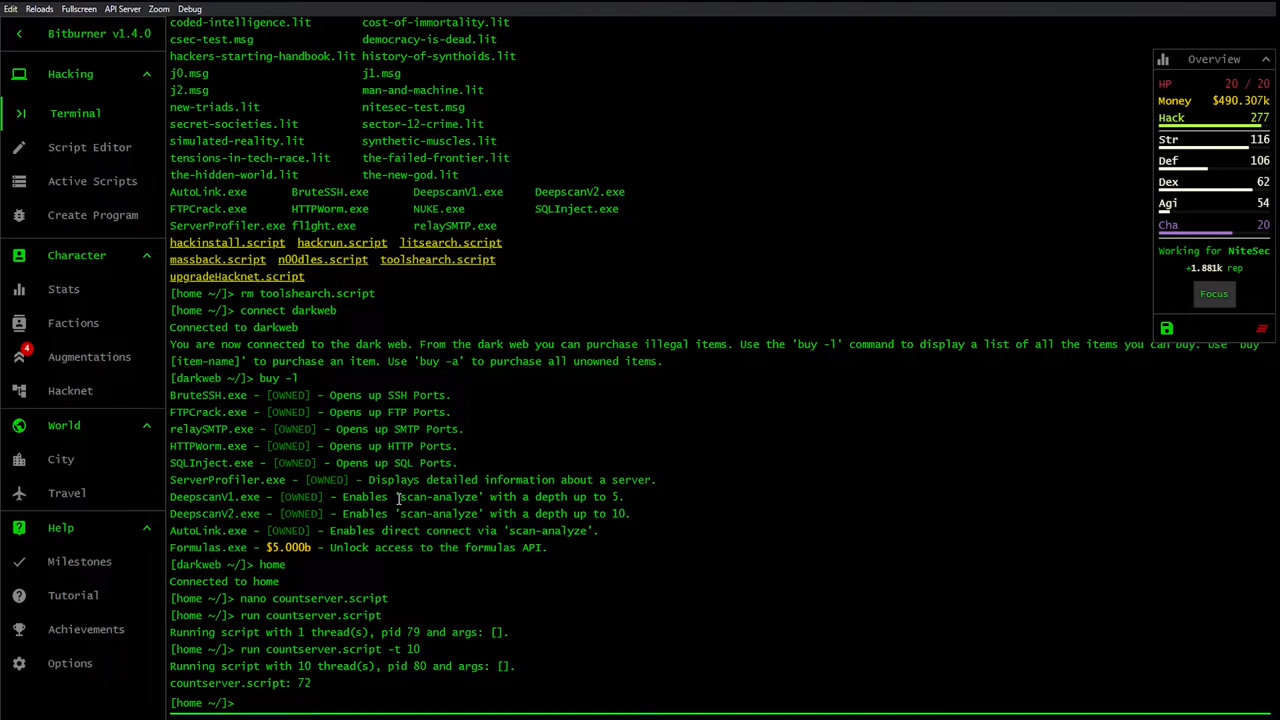 Edit Reloads Fullscreen API Server Zoom Debug
Bitburner v1.4.0
Hacking
Terminal
Script Editor
Active Scripts
Create Program
Character
Stats
Factions
4
Augmentations
Hacknet
World
City
Travel
Help
Milestones
Tutorial
Achievements
Options
coded-intelligence.lit cost-of-immortality.lit
csec-test.msg democracy-is-dead.lit
hackers-starting-handbook.lit history-of-synthoids.lit
j0.msg j1.msg
j2.msg man-and-machine.lit
new-triads.lit nitesec-test.msg
secret-societies.lit sector-12-crime.lit
simulated-reality.lit synthetic-muscles.lit
tensions-in-tech-race.lit the-failed-frontier.lit
the-hidden-world.lit the-new-god.lit
AutoLink.exe BruteSSH.exe DeepscanV1.exe DeepscanV2.exe
FTPCrack.exe HTTPWorm.exe NUKE.exe SQLInject.exe
ServerProfiler.exe fl1ght.exe relaySMTP.exe
hackinstall.script hackrun.script litsearch.script
massback.script n00dles.script toolshearch.script
upgradeHacknet.script
[home ~/]> rm toolshearch.script
[home ~/]> connect darkweb
Connected to darkweb
You are now connected to the dark web. From the dark web you can purchase illegal items. Use the 'buy -l' command to display a list of all the items you can buy. Use 'buy
[item-name]' to purchase an item. Use 'buy -a' to purchase all unowned items.
[darkweb ~/]> buy -l
BruteSSH.exe - [OWNED] - Opens up SSH Ports.
FTPCrack.exe - [OWNED] - Opens up FTP Ports.
relaySMTP.exe - [OWNED] - Opens up SMTP Ports.
HTTPWorm.exe - [OWNED] - Opens up HTTP Ports.
SQLInject.exe - [OWNED] - Opens up SQL Ports.
ServerProfiler.exe - [OWNED] - Displays detailed information about a server.
DeepscanV1.exe - [OWNED] - Enables 'scan-analyze' with a depth up to 5.
DeepscanV2.exe - [OWNED] - Enables 'scan-analyze' with a depth up to 10.
AutoLink.exe - [OWNED] - Enables direct connect via 'scan-analyze'.
Formulas.exe - $5.000b - Unlock access to the formulas API.
[darkweb ~/]> home
Connected to home
[home ~/]> nano countserver.script
[home ~/]> run countserver.script
Running script with 1 thread(s), pid 79 and args: [].
[home ~/]> run countserver.script -t 10
Running script with 10 thread(s), pid 80 and args: [].
countserver.script: 72
[home ~/]>
Overview
HP 20 / 20
Money $490.307k
Hack 277
Str 116
Def 106
Dex 62
Agi 54
Cha 20
Working for NiteSec
+1.881k rep
Focus